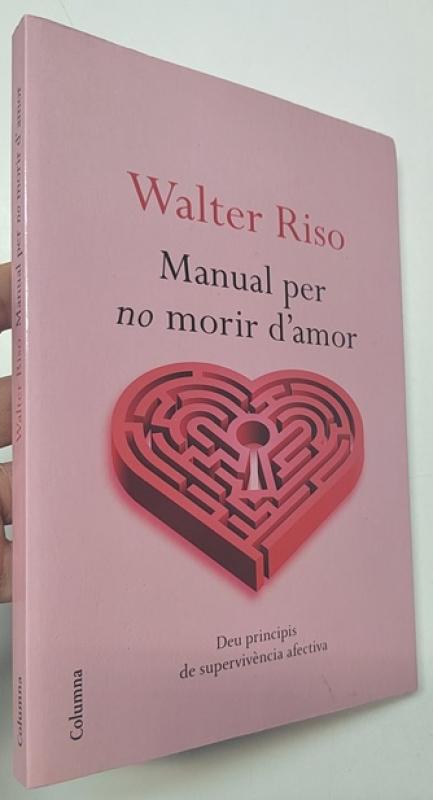 Walter Riso
Manual per
no morir d'amor
Deu principis
de supervivència afectiva
Columna
Walter Riso Manual per no morir d'amor
Columna